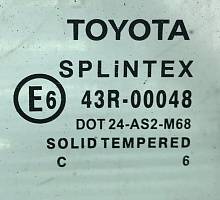 TOYOTA
SPLiNTEX
E6 43R-00048
DOT 24-AS2-M68
SOLID TEMPERED
C 6